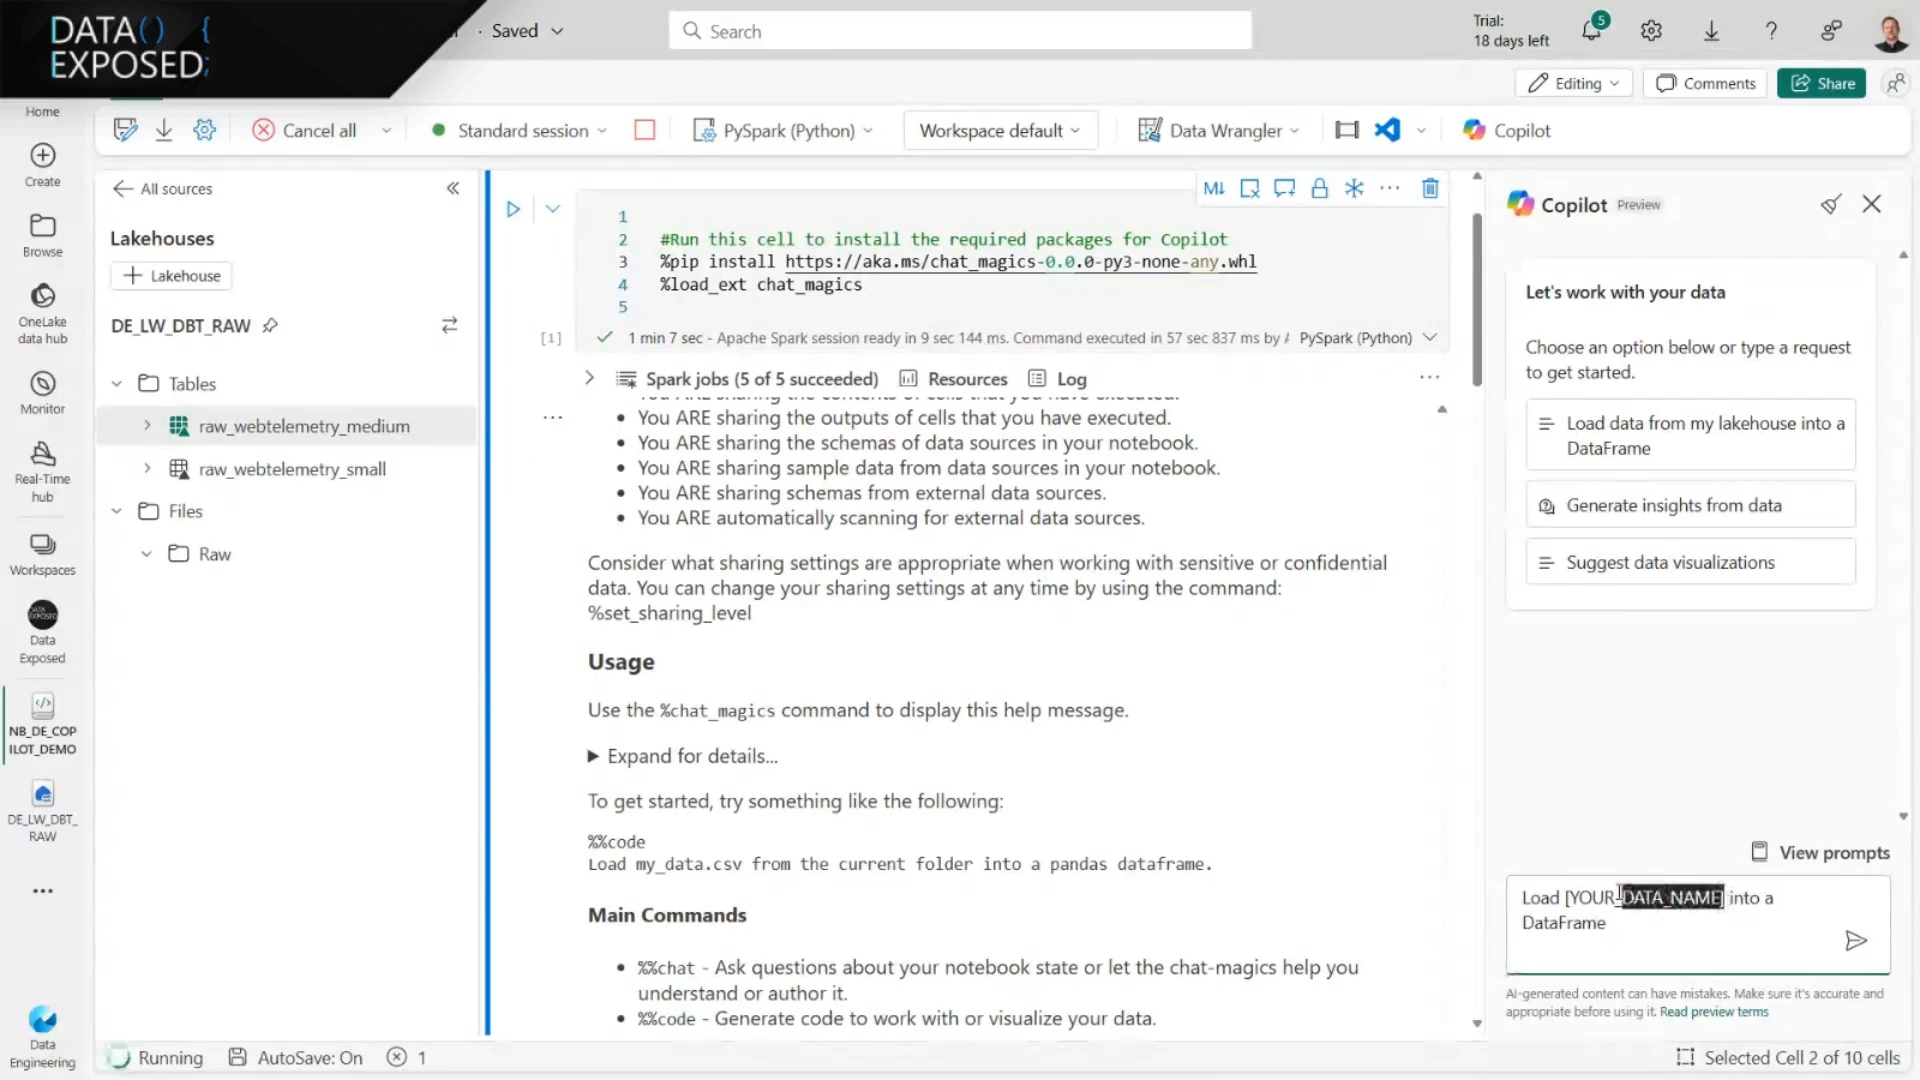 DATA() {
EXPOSED;
Saved
Search
Trial:
18 days left
5
Editing
Comments
Share
Home
Create
Browse
OneLake
data hub
Monitor
Real-Time
hub
Workspaces
Data
Exposed
NB_DE_COP
ILOT_DEMO
DE_LW_DBT_
RAW
Data
Engineering
Cancel all
Standard session
PySpark (Python)
Workspace default
Data Wrangler
Copilot
All sources
Lakehouses
Lakehouse
DE_LW_DBT_RAW
Tables
raw_webtelemetry_medium
raw_webtelemetry_small
Files
Raw
1
2 #Run this cell to install the required packages for Copilot
3 %pip install https://aka.ms/chat_magics-0.0.0-py3-none-any.whl
4 %load_ext chat_magics
5
[1] 1 min 7 sec - Apache Spark session ready in 9 sec 144 ms. Command executed in 57 sec 837 ms by PySpark (Python)
Spark jobs (5 of 5 succeeded) Resources Log
You ARE sharing the contents of cells that you have executed.
You ARE sharing the outputs of cells that you have executed.
You ARE sharing the schemas of data sources in your notebook.
You ARE sharing sample data from data sources in your notebook.
You ARE sharing schemas from external data sources.
You ARE automatically scanning for external data sources.
Consider what sharing settings are appropriate when working with sensitive or confidential
data. You can change your sharing settings at any time by using the command:
%set_sharing_level
Usage
Use the %chat_magics command to display this help message.
Expand for details...
To get started, try something like the following:
%%code
Load my_data.csv from the current folder into a pandas dataframe.
Main Commands
%%chat - Ask questions about your notebook state or let the chat-magics help you
understand or author it.
%%code - Generate code to work with or visualize your data.
Copilot Preview
Let's work with your data
Choose an option below or type a request
to get started.
Load data from my lakehouse into a
DataFrame
Generate insights from data
Suggest data visualizations
View prompts
Load [YOUR_DATA_NAME] into a
DataFrame
AI-generated content can have mistakes. Make sure it's accurate and
appropriate before using it. Read preview terms
Running
AutoSave: On
1
Selected Cell 2 of 10 cells